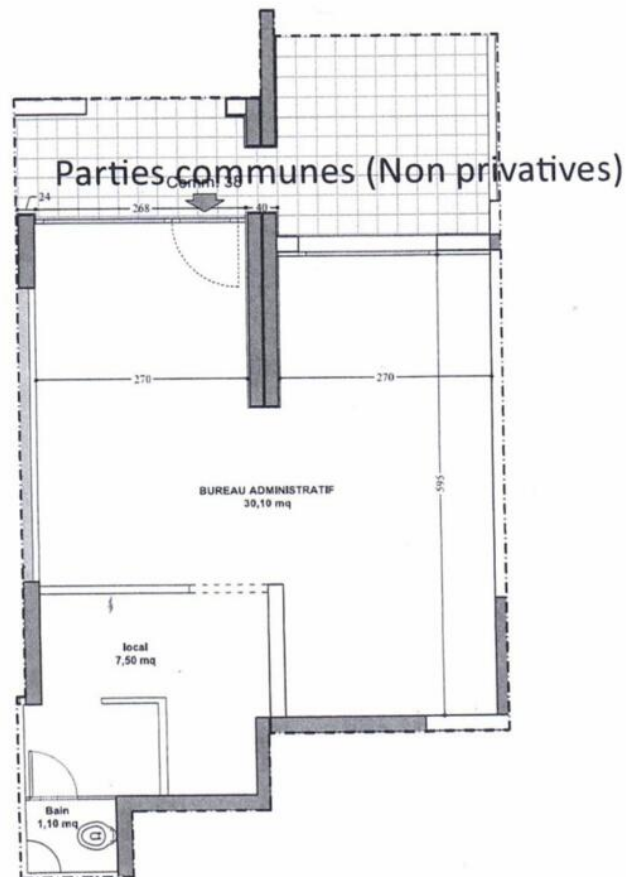 Parties communes (Non privatives)
Comm. 38
24
268
40
270
270
BUREAU ADMINISTRATIF
30,10 mq
595
local
7,50 mq
Bain
1,10 mq